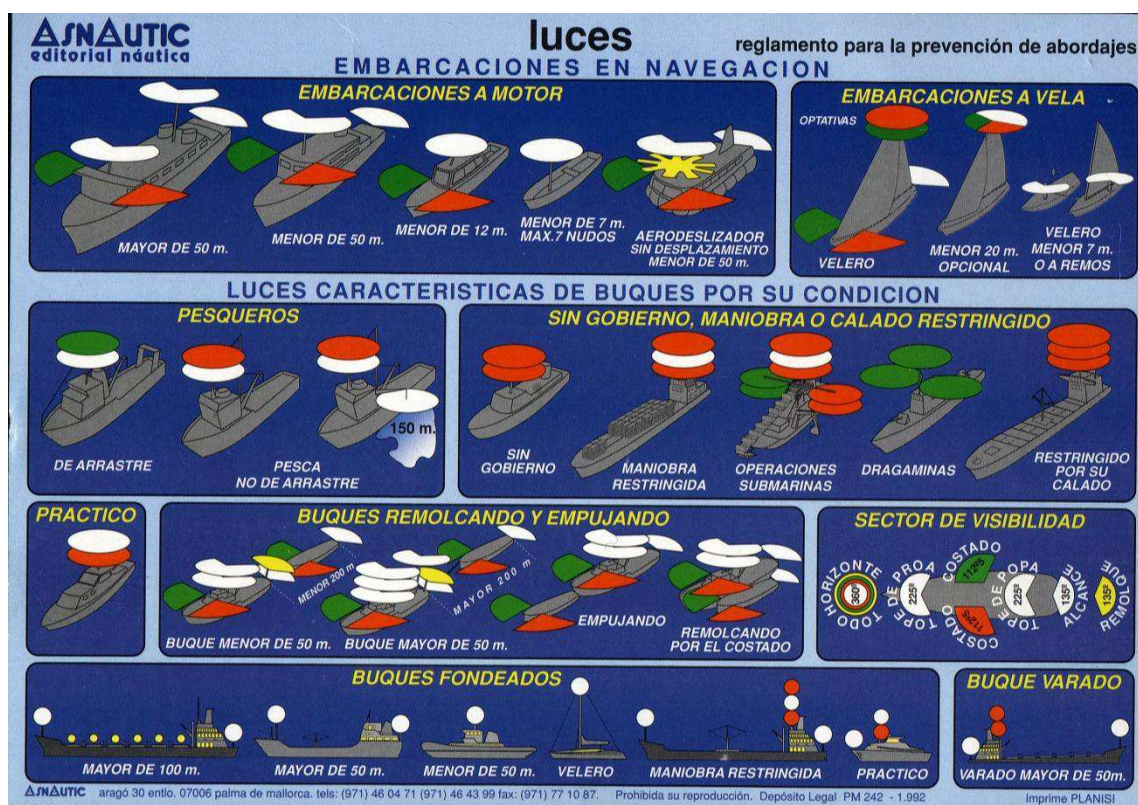 ASNAUTIC
editorial náutica
luces
reglamento para la prevención de abordajes
EMBARCACIONES EN NAVEGACION
EMBARCACIONES A MOTOR
MAYOR DE 50 m.
MENOR DE 50 m.
MENOR DE 12 m.
MENOR DE 7 m.
MAX.7 NUDOS
AERODESLIZADOR
SIN DESPLAZAMIENTO
MENOR DE 50 m.
EMBARCACIONES A VELA
OPTATIVAS
VELERO
MENOR 20 m.
OPCIONAL
VELERO
MENOR 7 m.
O A REMOS
LUCES CARACTERISTICAS DE BUQUES POR SU CONDICION
PESQUEROS
150 m.
DE ARRASTRE
PESCA
NO DE ARRASTRE
SIN GOBIERNO, MANIOBRA O CALADO RESTRINGIDO
SIN
GOBIERNO
MANIOBRA
RESTRINGIDA
OPERACIONES
SUBMARINAS
DRAGAMINAS
RESTRINGIDO
POR SU
CALADO
PRACTICO
BUQUES REMOLCANDO Y EMPUJANDO
MENOR 200 m
BUQUE MENOR DE 50 m.
MAYOR 200 m
BUQUE MAYOR DE 50 m.
EMPUJANDO
REMOLCANDO
POR EL COSTADO
SECTOR DE VISIBILIDAD
TODO HORIZONTE
360º
TOPE DE PROA
225º
COSTADO
112º5
COSTADO
112º5
TOPE DE POPA
225º
ALCANCE
135º
REMOLQUE
135º
BUQUES FONDEADOS
MAYOR DE 100 m.
MAYOR DE 50 m.
MENOR DE 50 m.
VELERO
MANIOBRA RESTRINGIDA
PRACTICO
BUQUE VARADO
VARADO MAYOR DE 50m.
ASNAUTIC aragó 30 entlo. 07006 palma de mallorca. tels: (971) 46 04 71 (971) 46 43 99 fax: (971) 77 10 87. Prohibida su reproducción. Depósito Legal PM 242 - 1.992 Imprime PLANISI